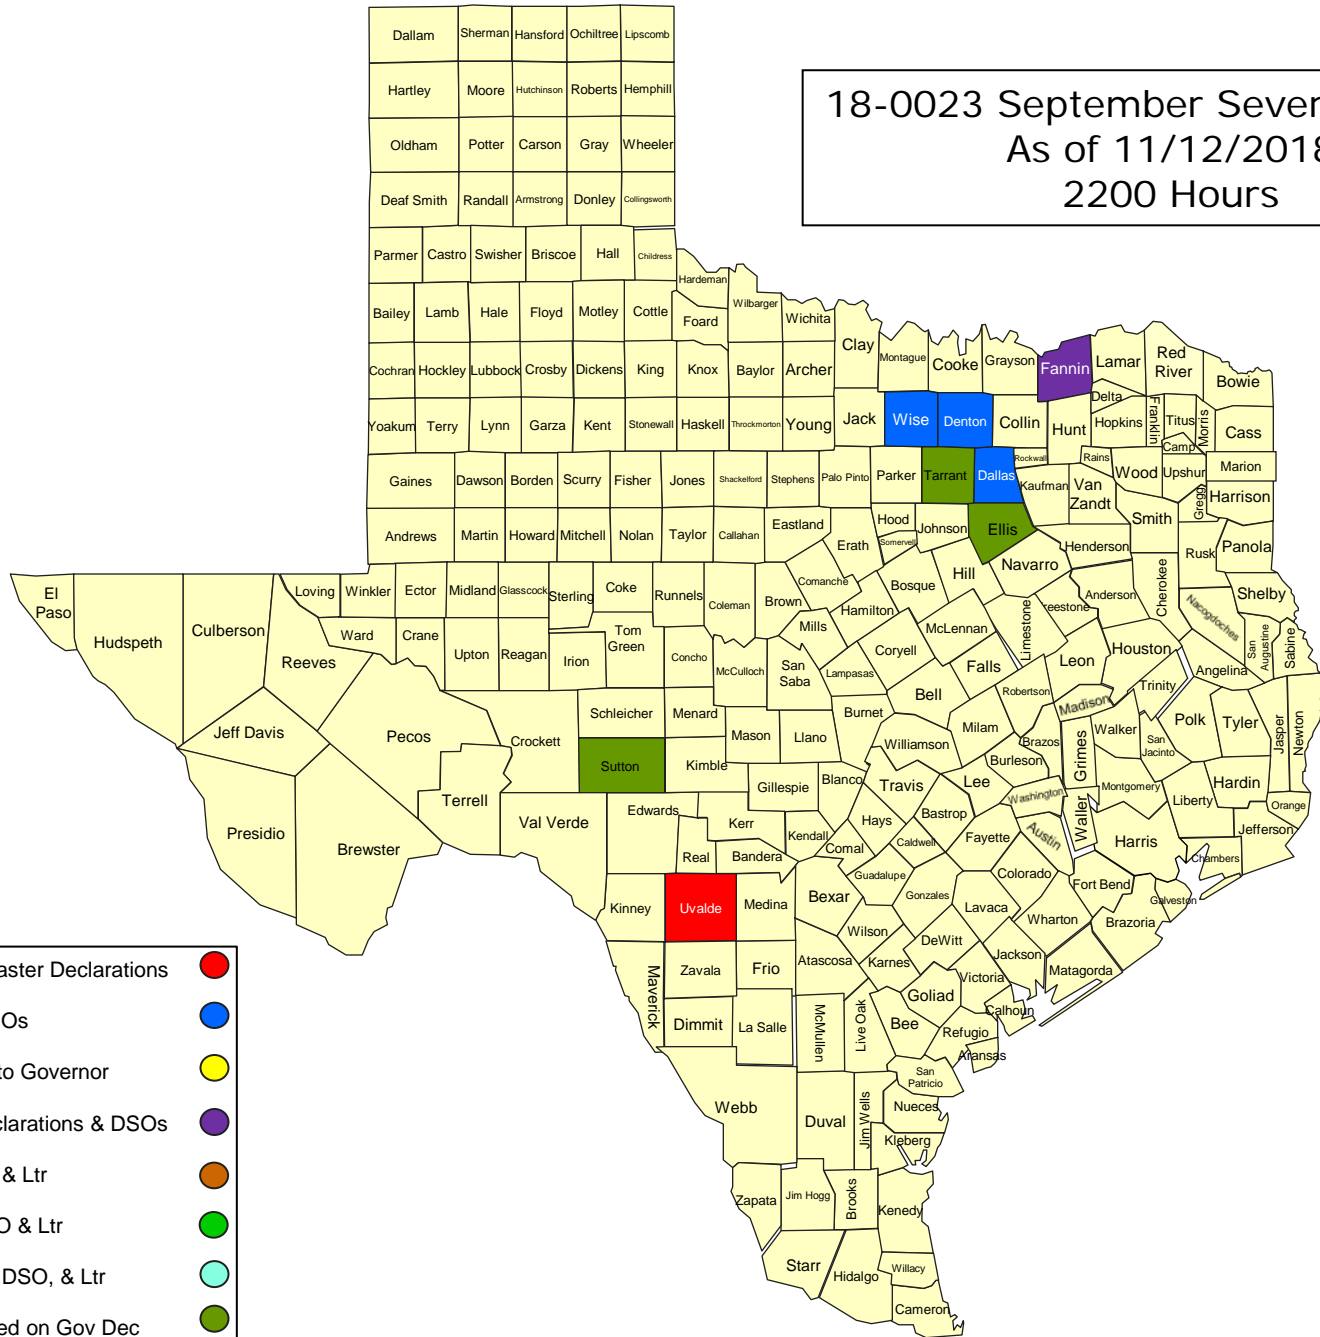 Dallam Sherman Hansford Ochiltree Lipscomb
Hartley Moore Hutchinson Roberts Hemphill
18-0023 September Sever
As of 11/12/2018
2200 Hours
Oldham Potter Carson Gray Wheeler
Deaf Smith Randall Armstrong Donley Collingsworth
Parmer Castro Swisher Briscoe Hall Childress
Hardeman
Bailey Lamb Hale Floyd Motley Cottle Foard Wilbarger Wichita
Clay Montague Cooke Grayson Fannin Lamar Red River Bowie
Cochran Hockley Lubbock Crosby Dickens King Knox Baylor Archer
Delta
Yoakum Terry Lynn Garza Kent Stonewall Haskell Throckmorton Young Jack Wise Denton Collin Hunt Hopkins Franklin Titus Morris Cass
Camp
Rockwall Rains
Gaines Dawson Borden Scurry Fisher Jones Shackelford Stephens Palo Pinto Parker Tarrant Dallas Kaufman Van Zandt Wood Upshur Marion
Gregg Harrison
Andrews Martin Howard Mitchell Nolan Taylor Callahan Eastland Erath Hood Somervell Johnson Ellis Henderson Smith Rusk Panola
El Paso Hudspeth Culberson Loving Winkler Ector Midland Glasscock Sterling Coke Runnels Coleman Brown Comanche Hamilton Bosque Hill Navarro Anderson Cherokee Shelby
Reeves Ward Crane Upton Reagan Irion Tom Green Concho McCulloch San Saba Mills Lampasas Coryell McLennan Limestone reestone Leon Houston Nacogdoches San Augustine Sabine
Angelina Trinity
Falls Bell Robertson Madison
Jeff Davis Pecos Crockett Schleicher Menard Mason Llano Burnet Williamson Milam Brazos Grimes Walker San Jacinto Polk Tyler Jasper Newton
Sutton Kimble Gillespie Blanco Travis Lee Burleson Washington Montgomery Liberty Hardin Orange
Presidio Brewster Terrell Val Verde Edwards Kerr Kendall Hays Comal Caldwell Bastrop Fayette Austin Waller Harris Jefferson Chambers
Real Bandera Guadalupe Gonzales Colorado Fort Bend Galveston
Kinney Uvalde Medina Bexar Wilson Lavaca Wharton Brazoria
DeWitt
Maverick Zavala Frio Atascosa Karnes Jackson Matagorda
Victoria
Dimmit La Salle McMullen Live Oak Bee Goliad Refugio Calhoun
Aransas
San Patricio
Webb Duval Jim Wells Nueces
Kleberg
Zapata Jim Hogg Brooks Kenedy
Starr Hidalgo Willacy
Cameron
aster Declarations
Os
to Governor
clarations & DSOs
& Ltr
O & Ltr
DSO, & Ltr
ed on Gov Dec